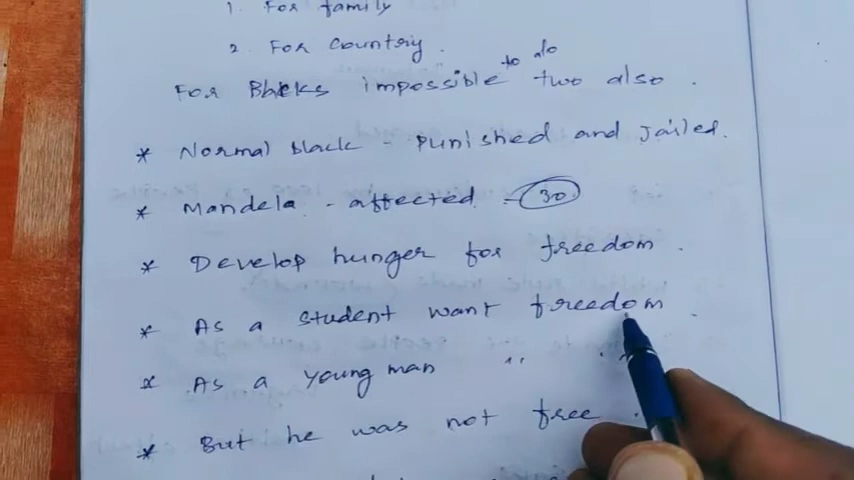 1. For family
2 For country.
For Blacks impossible to do two also.
* Normal black - punished and jailed.
* Mandela - affected - 30
* Develop hunger for freedom.
* As a student want freedom.
* As a young man " "
* But he was not free.